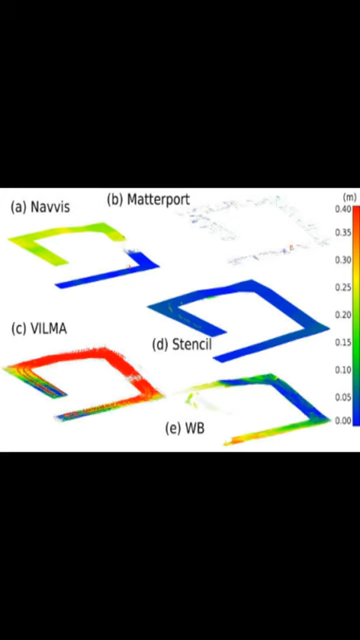 (a) Navvis
(b) Matterport
(c) VILMA
(d) Stencil
(e) WB
(m)
0.40
0.35
0.30
0.25
0.20
0.15
0.10
0.05
0.00